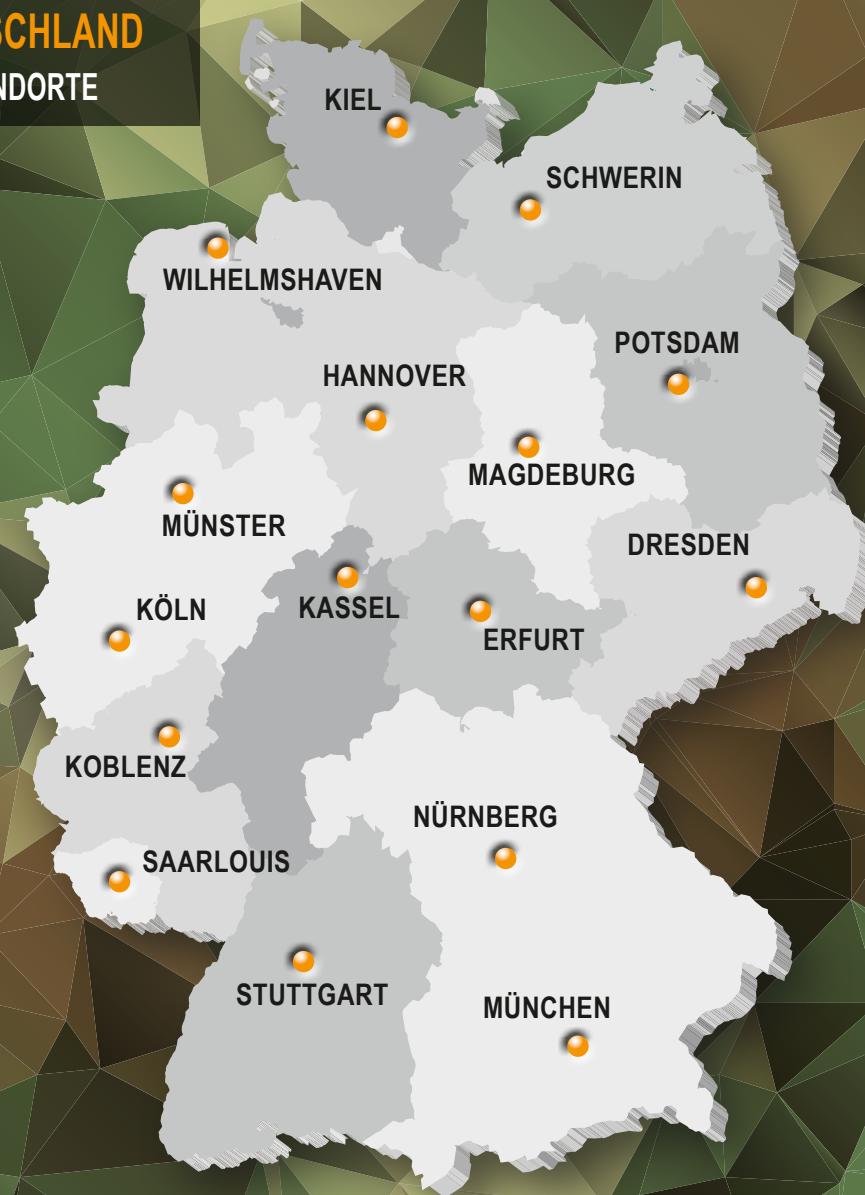 SCHLAND
NDORTE
KIEL
SCHWERIN
WILHELMSHAVEN
POTSDAM
HANNOVER
MAGDEBURG
MÜNSTER
DRESDEN
KASSEL
KÖLN
ERFURT
KOBLENZ
NÜRNBERG
SAARLOUIS
STUTTGART
MÜNCHEN